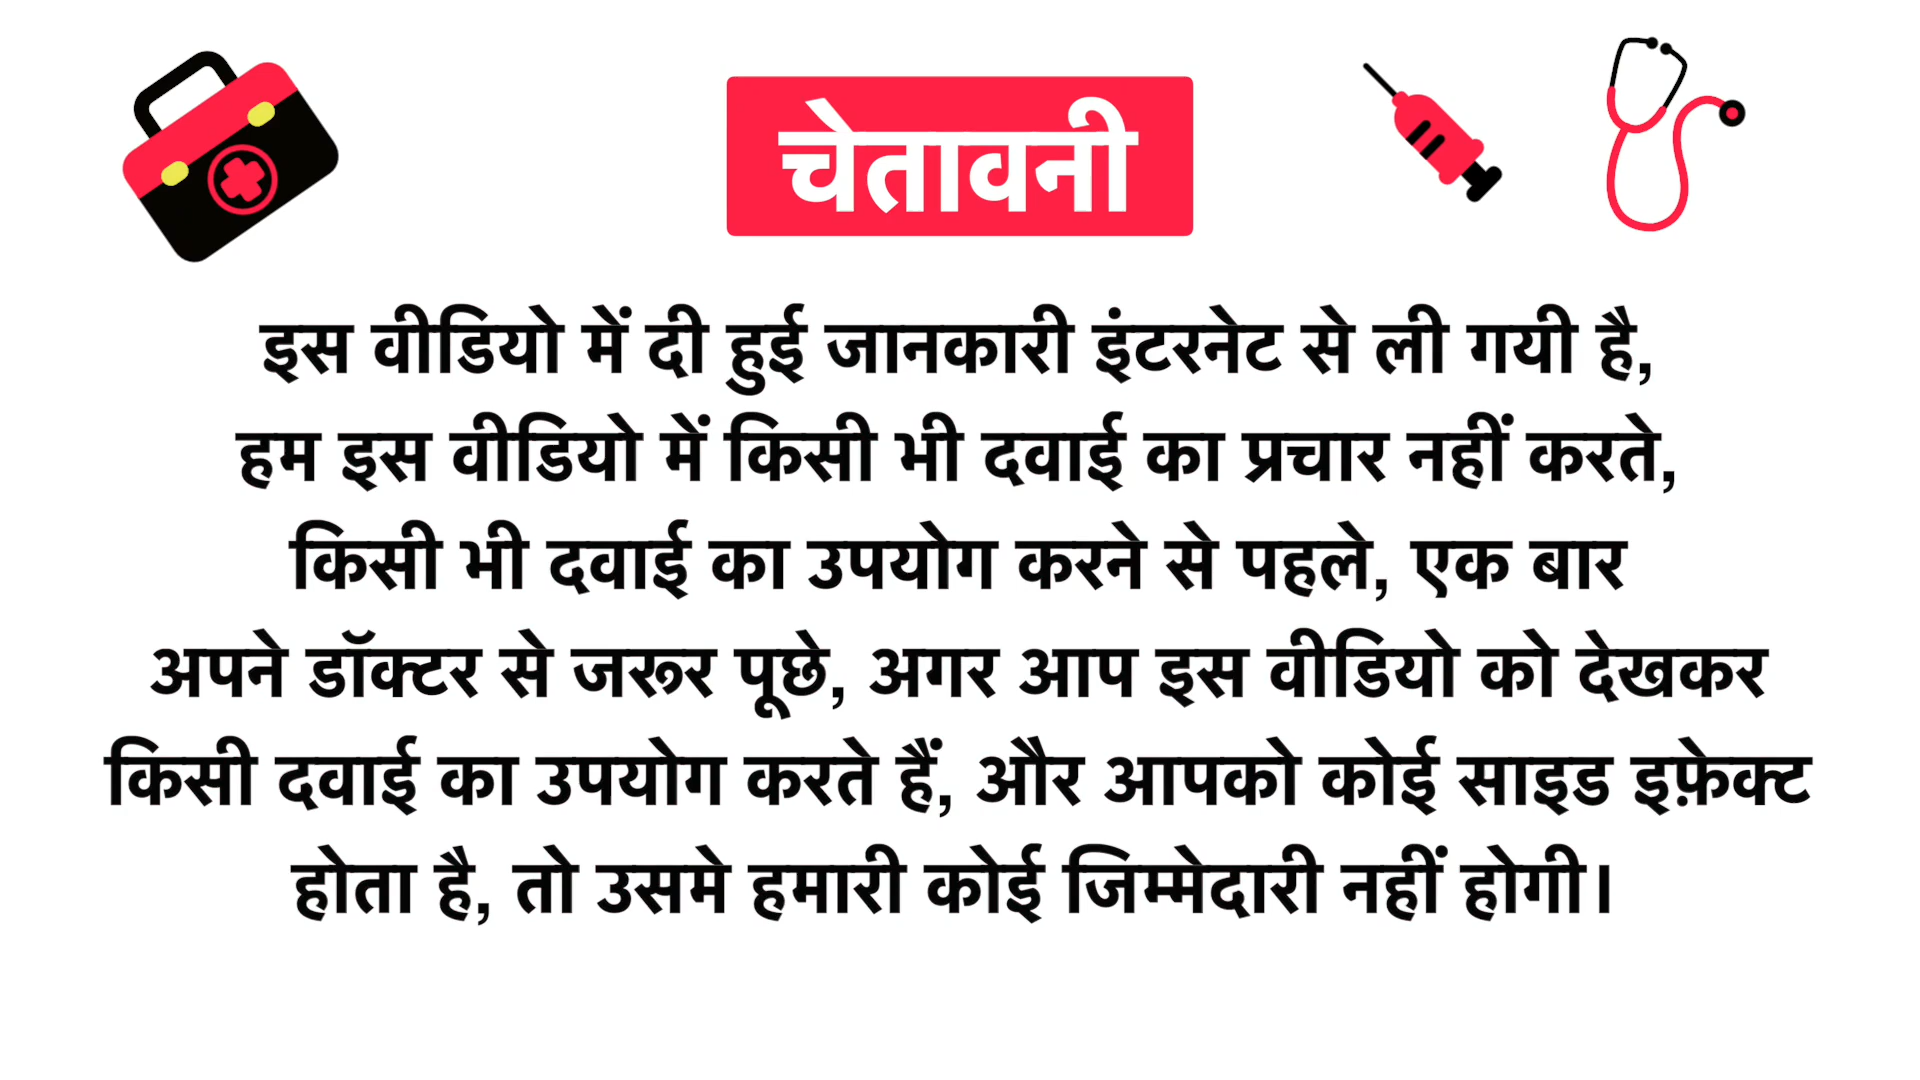 चेतावनी
इस वीडियो में दी हुई जानकारी इंटरनेट से ली गयी है,
हम इस वीडियो में किसी भी दवाई का प्रचार नहीं करते,
किसी भी दवाई का उपयोग करने से पहले, एक बार
अपने डॉक्टर से जरूर पूछे, अगर आप इस वीडियो को देखकर
किसी दवाई का उपयोग करते हैं, और आपको कोई साइड इफ़ेक्ट
होता है, तो उसमे हमारी कोई जिम्मेदारी नहीं होगी।